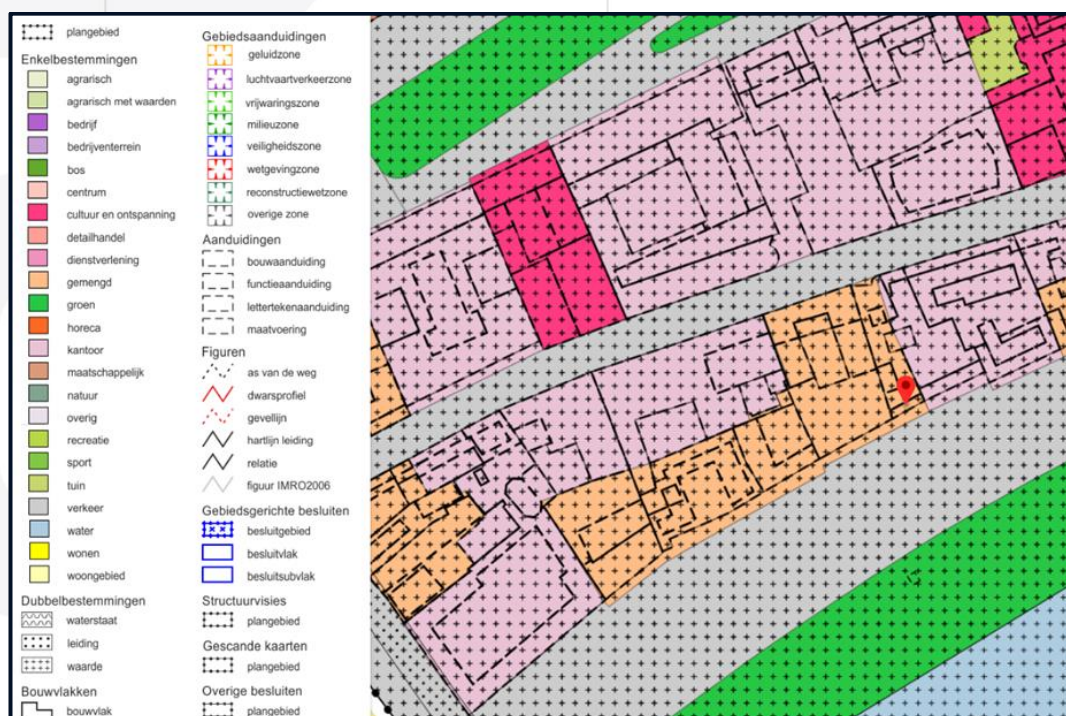 plangebied
Enkelbestemmingen
agrarisch
agrarisch met waarden
bedrijf
bedrijventerrein
bos
centrum
cultuur en ontspanning
detailhandel
dienstverlening
gemengd
groen
horeca
kantoor
maatschappelijk
natuur
overig
recreatie
sport
tuin
verkeer
water
wonen
woongebied
Dubbelbestemmingen
waterstaat
leiding
waarde
Bouwvlakken
bouwvlak
Gebiedsaanduidingen
geluidzone
luchtvaartverkeerzone
vrijwaringszone
milieuzone
veiligheidszone
wetgevingzone
reconstructiewetzone
overige zone
Aanduidingen
bouwaanduiding
functieaanduiding
lettertekenaanduiding
maatvoering
Figuren
as van de weg
dwarsprofiel
gevellijn
hartlijn leiding
relatie
figuur IMRO2006
Gebiedsgerichte besluiten
besluitgebied
besluitvlak
besluitsubvlak
Structuurvisies
plangebied
Gescande kaarten
plangebied
Overige besluiten
plangebied